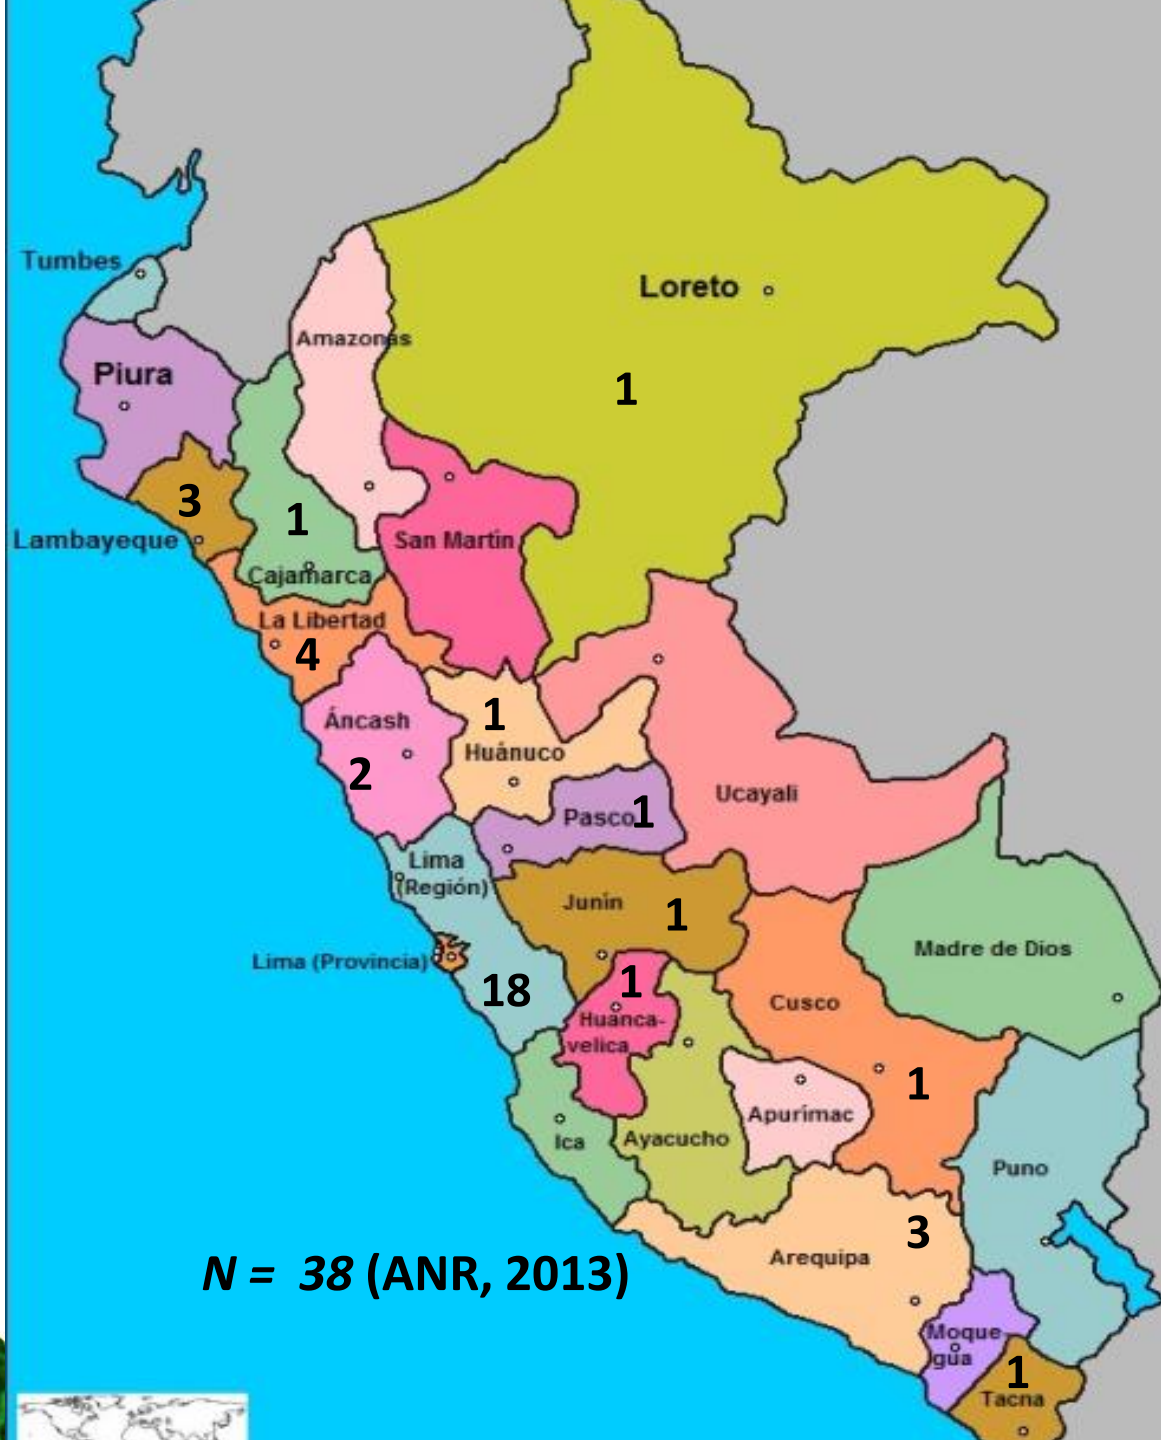 Tumbes
Loreto
Amazonas
Piura
1
3
1
Lambayeque
San Martín
Cajamarca
La Libertad
4
Áncash
1
Huánuco
2
Ucayali
Pasco 1
Lima
(Región)
Junín
1
Madre de Dios
Lima (Provincia)
1
18
Cusco
Huanca-
velica
1
Apurímac
Ica
Ayacucho
Puno
3
Arequipa
N = 38 (ANR, 2013)
Moque
gua
1
Tacna